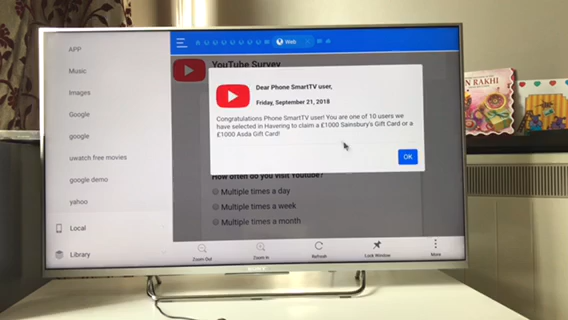 APP
Music
Images
Google
google
uwatch free movies
google demo
yahoo
Local
Library
Web
YouTube Survey
Dear Phone SmartTV user,
Friday, September 21, 2018
Congratulations Phone SmartTV user! You are one of 10 users we
have selected in Havering to claim a £1000 Sainsbury's Gift Card or a
£1000 Asda Gift Card!
OK
How often do you visit Youtube?
Multiple times a day
Multiple times a week
Multiple times a month
Zoom Out
Zoom In
Refresh
Lock Window
More
SONY
RAKHI